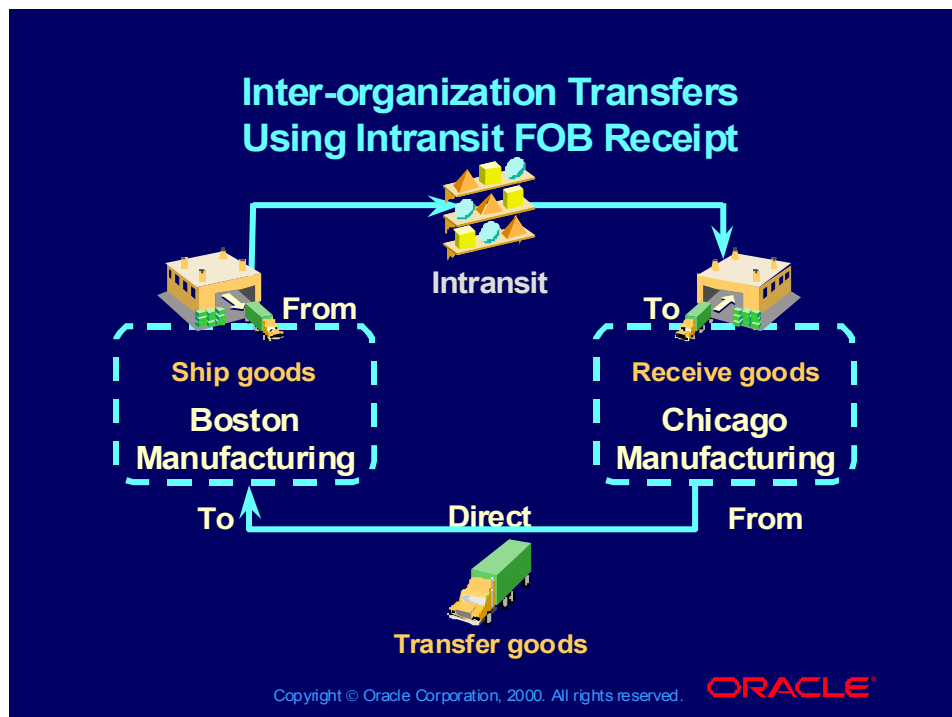 Inter-organization Transfers
Using Intransit FOB Receipt
Intransit
From
To
Ship goods
Receive goods
Boston
Manufacturing
Chicago
Manufacturing
To
Direct
From
Transfer goods
Copyright © Oracle Corporation, 2000. All rights reserved.
ORACLE®